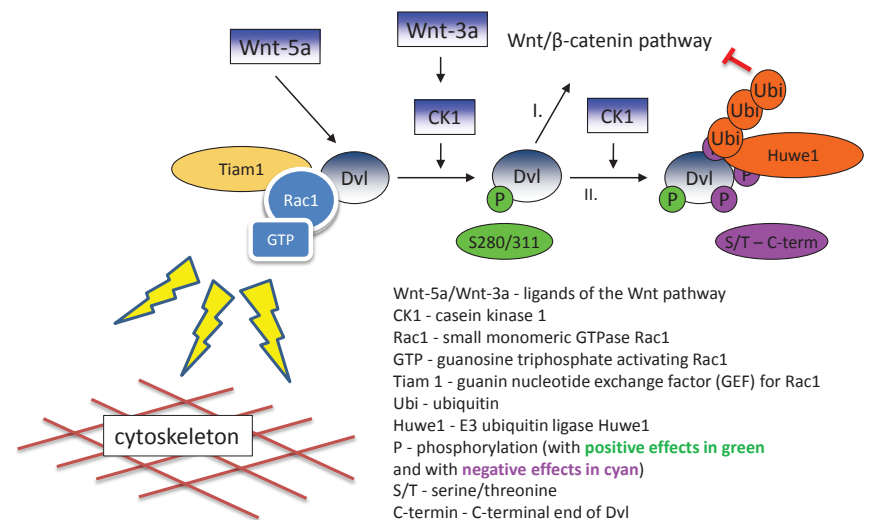 Wnt-5a
Wnt-3a
Wnt/β-catenin pathway
CK1
I.
CK1
Ubi
Ubi
Ubi
Tiam1
Dvl
Rac1
GTP
Dvl
P
II.
Dvl
P
P
P
P
Huwe1
S280/311
S/T – C-term
cytoskeleton
Wnt-5a/Wnt-3a - ligands of the Wnt pathway
CK1 - casein kinase 1
Rac1 - small monomeric GTPase Rac1
GTP - guanosine triphosphate activating Rac1
Tiam 1 - guanin nucleotide exchange factor (GEF) for Rac1
Ubi - ubiquitin
Huwe1 - E3 ubiquitin ligase Huwe1
P - phosphorylation (with positive effects in green
and with negative effects in cyan)
S/T - serine/threonine
C-termin - C-terminal end of Dvl